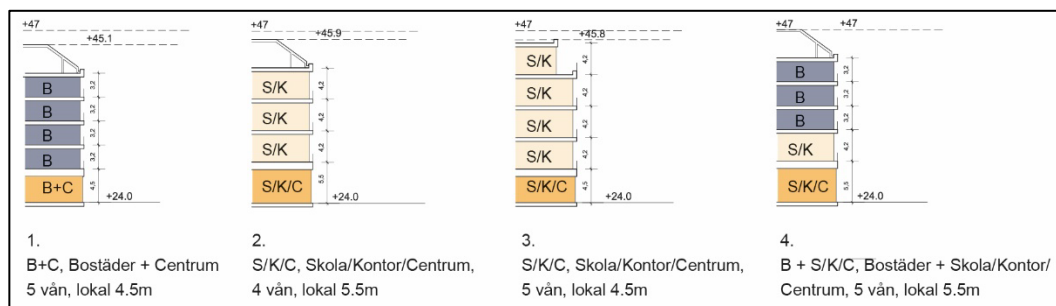 +47
+45.1
B
B
B
B
B+C
3,2
3,2
3,2
3,2
4,5
+24.0
1.
B+C, Bostäder + Centrum
5 vån, lokal 4.5m
+47
+45.9
S/K
S/K
S/K
S/K/C
4,2
4,2
4,2
5,5
+24.0
2.
S/K/C, Skola/Kontor/Centrum,
4 vån, lokal 5.5m
+47
+45.8
S/K
S/K
S/K
S/K
S/K/C
4,2
4,2
4,2
4,2
4,5
+24.0
3.
S/K/C, Skola/Kontor/Centrum,
5 vån, lokal 4.5m
+47
+47
B
B
B
S/K
S/K/C
3,2
3,2
3,2
4,2
5,5
+24.0
4.
B + S/K/C, Bostäder + Skola/Kontor/
Centrum, 5 vån, lokal 5.5m